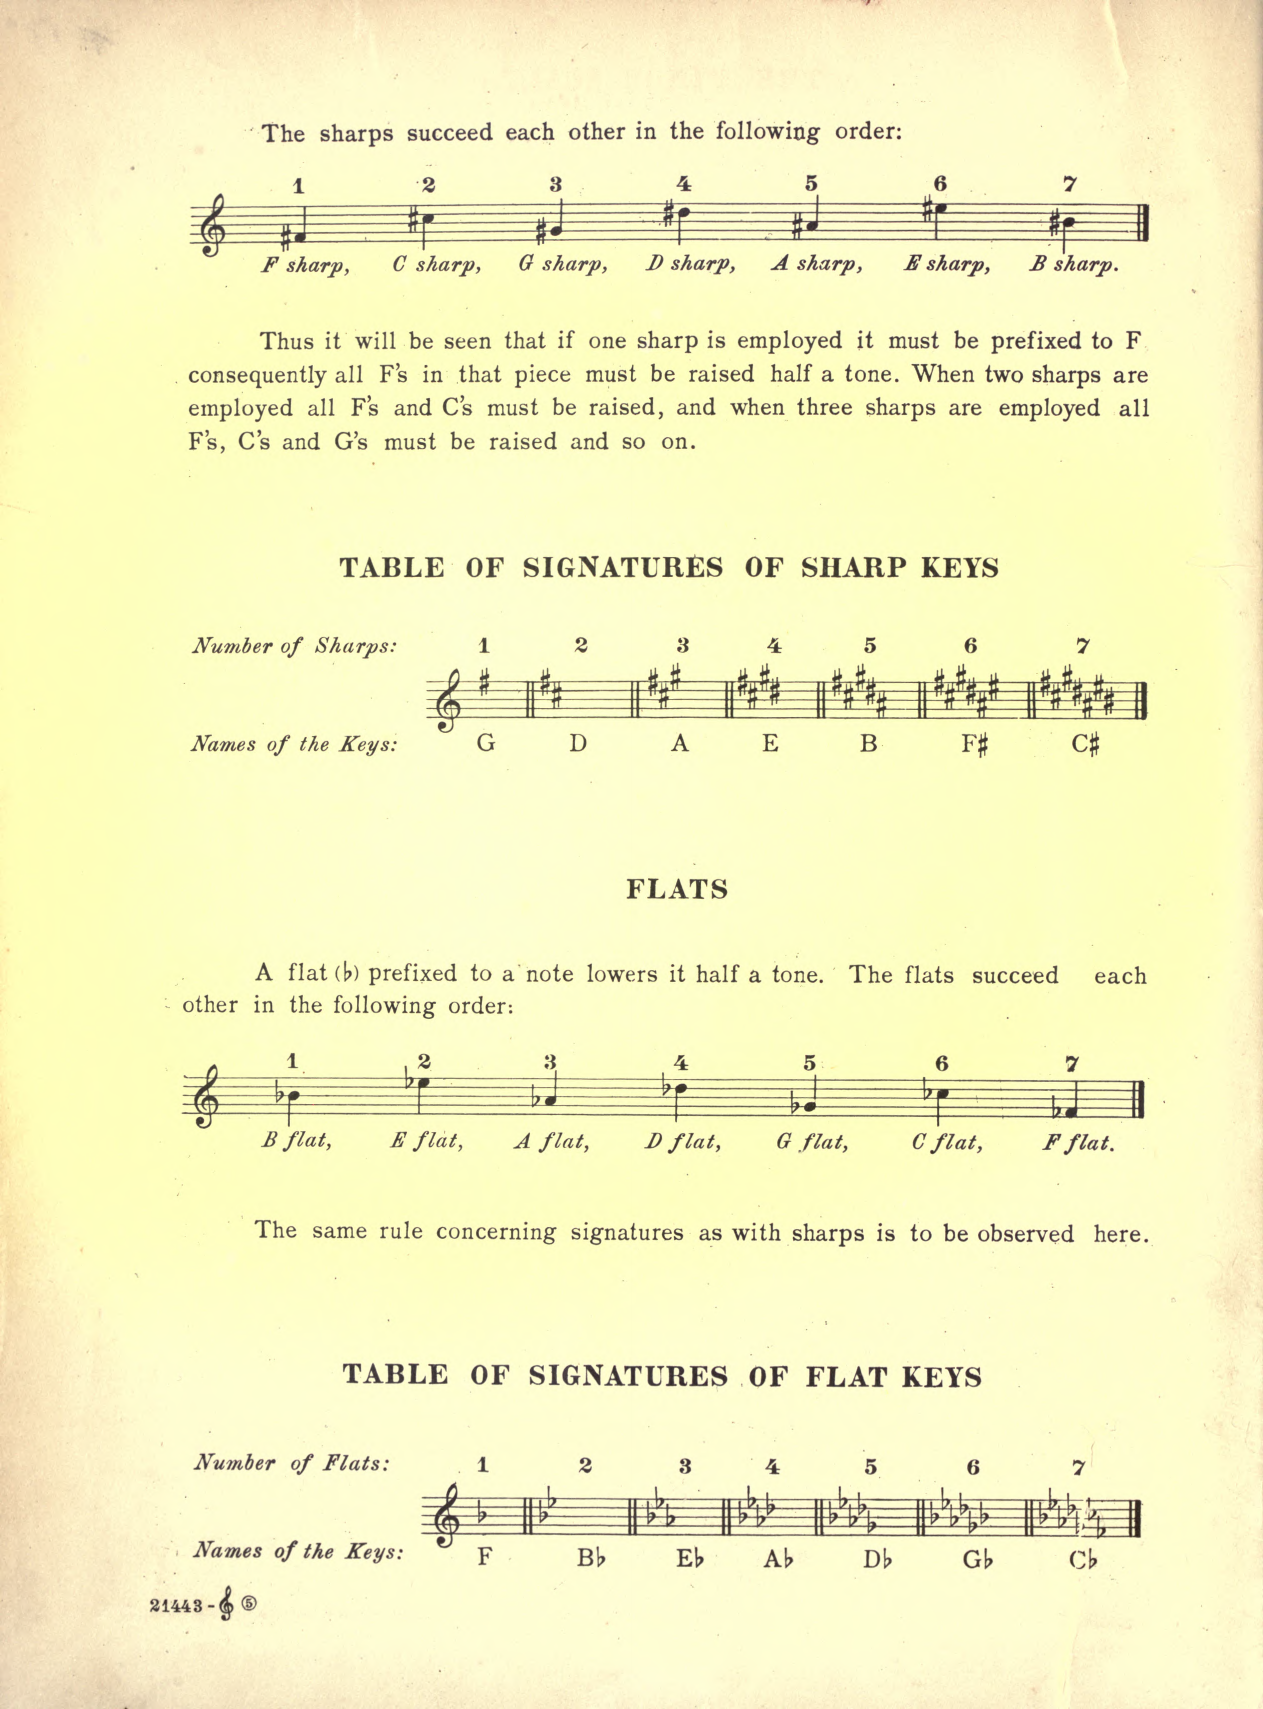 The sharps succeed each other in the following order:
1 2 3 4 5 6 7
F sharp, C sharp, G sharp, D sharp, A sharp, E sharp, B sharp.
Thus it will be seen that if one sharp is employed it must be prefixed to F
consequently all F's in that piece must be raised half a tone. When two sharps are
employed all F's and C's must be raised, and when three sharps are employed all
F's, C's and G's must be raised and so on.
TABLE OF SIGNATURES OF SHARP KEYS
Number of Sharps: 1 2 3 4 5 6 7
Names of the Keys: G D A E B F♯ C♯
FLATS
A flat (♭) prefixed to a note lowers it half a tone. The flats succeed each
other in the following order:
1 2 3 4 5 6 7
B flat, E flat, A flat, D flat, G flat, C flat, F flat.
The same rule concerning signatures as with sharps is to be observed here.
TABLE OF SIGNATURES OF FLAT KEYS
Number of Flats: 1 2 3 4 5 6 7
Names of the Keys: F B♭ E♭ A♭ D♭ G♭ C♭
21443 - 𝄞 ⑤